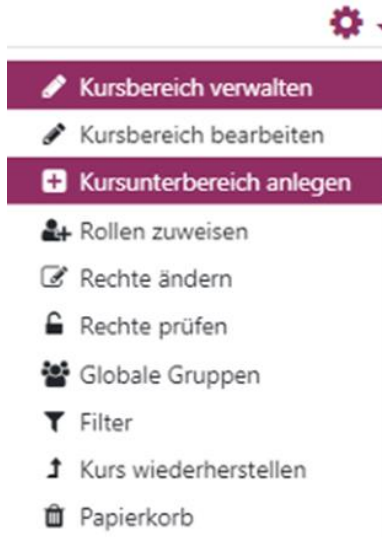 Kursbereich verwalten
Kursbereich bearbeiten
Kursunterbereich anlegen
Rollen zuweisen
Rechte ändern
Rechte prüfen
Globale Gruppen
Filter
Kurs wiederherstellen
Papierkorb